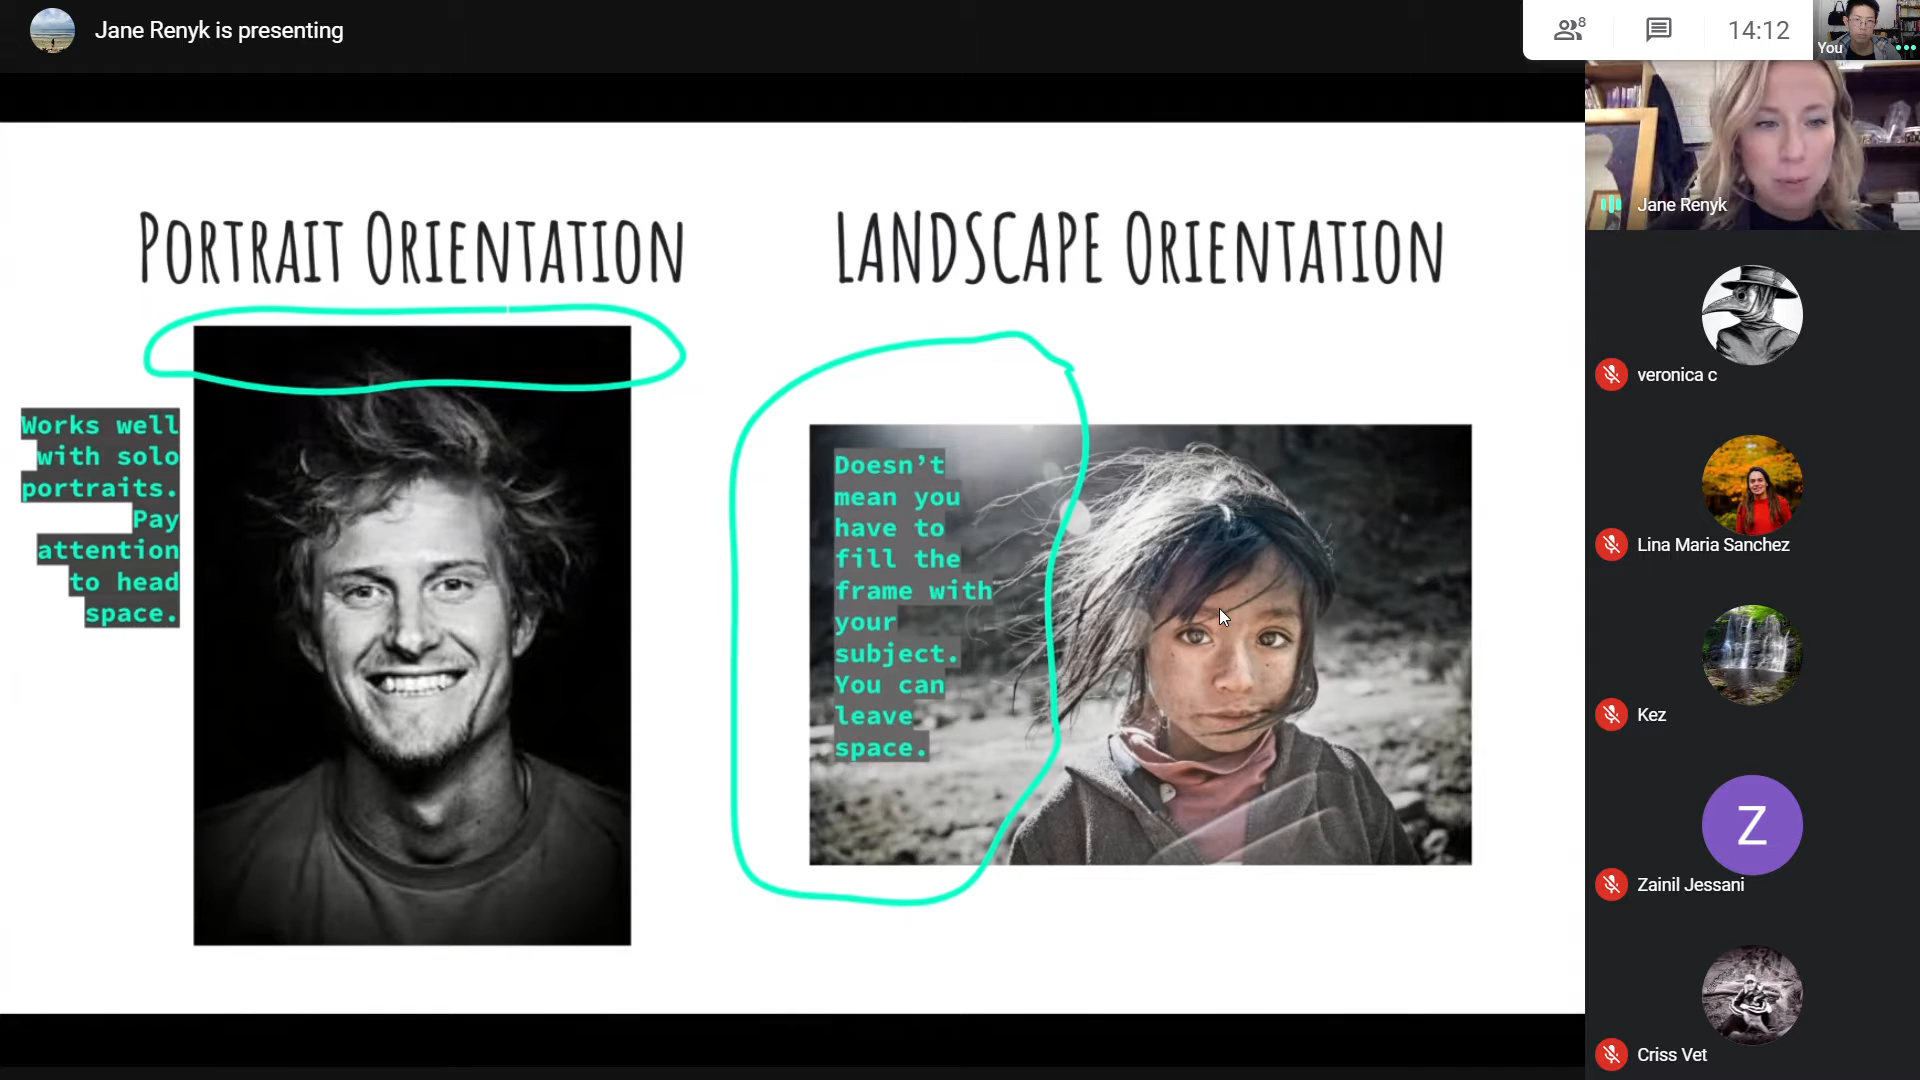 Jane Renyk is presenting
8
14:12
You
PORTRAIT ORIENTATION
LANDSCAPE ORIENTATION
Works well
with solo
portraits.
Pay
attention
to head
space.
Doesn't
mean you
have to
fill the
frame with
your
subject.
You can
leave
space.
Jane Renyk
veronica c
Lina Maria Sanchez
Kez
Z
Zainil Jessani
Criss Vet